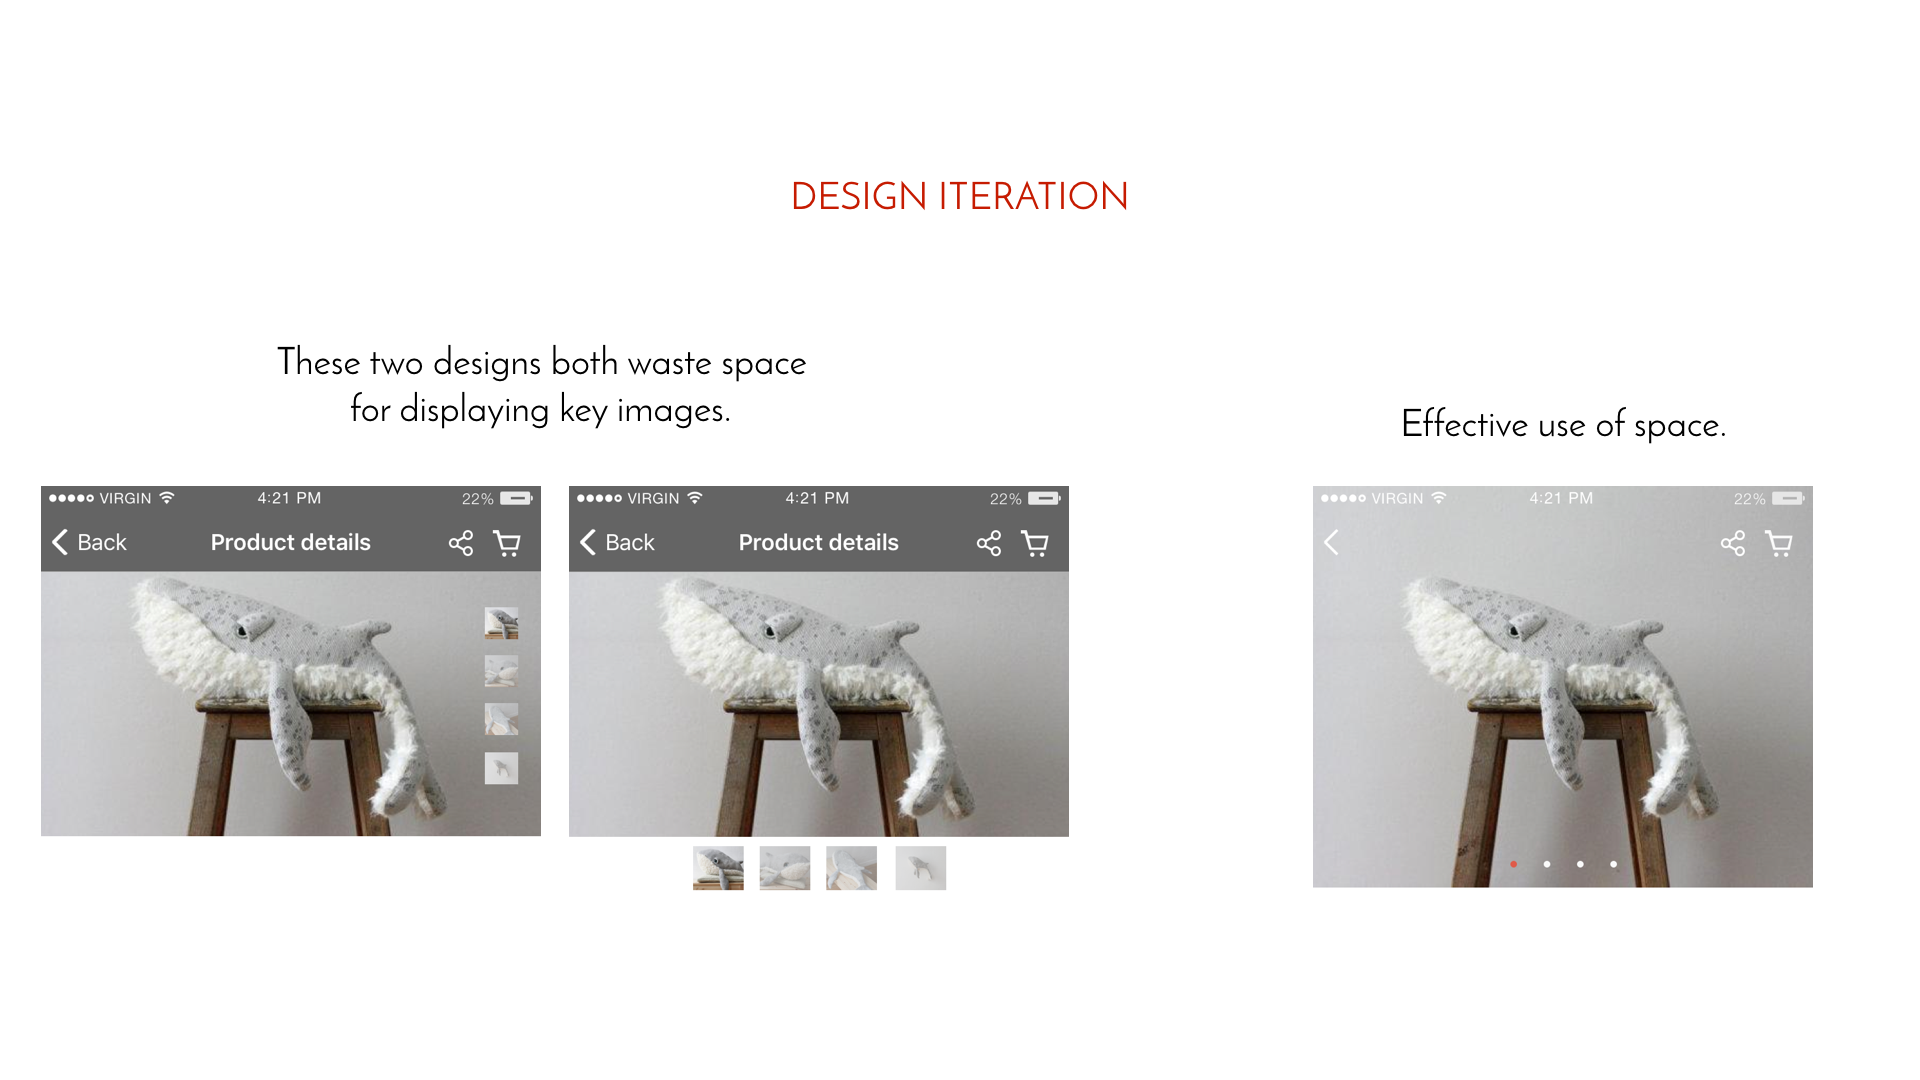 DESIGN ITERATION
These two designs both waste space
for displaying key images.
Effective use of space.
VIRGIN 4:21 PM 22%
Back Product details
VIRGIN 4:21 PM 22%
Back Product details
VIRGIN 4:21 PM 22%